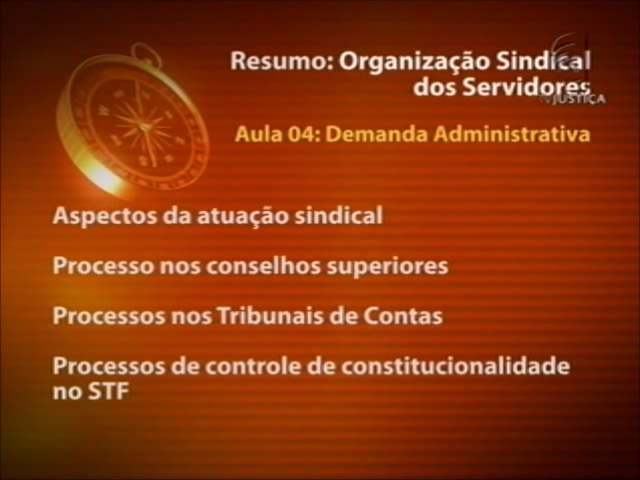 Resumo: Organização Sindical
dos Servidores
TV JUSTIÇA
Aula 04: Demanda Administrativa
Aspectos da atuação sindical
Processo nos conselhos superiores
Processos nos Tribunais de Contas
Processos de controle de constitucionalidade
no STF